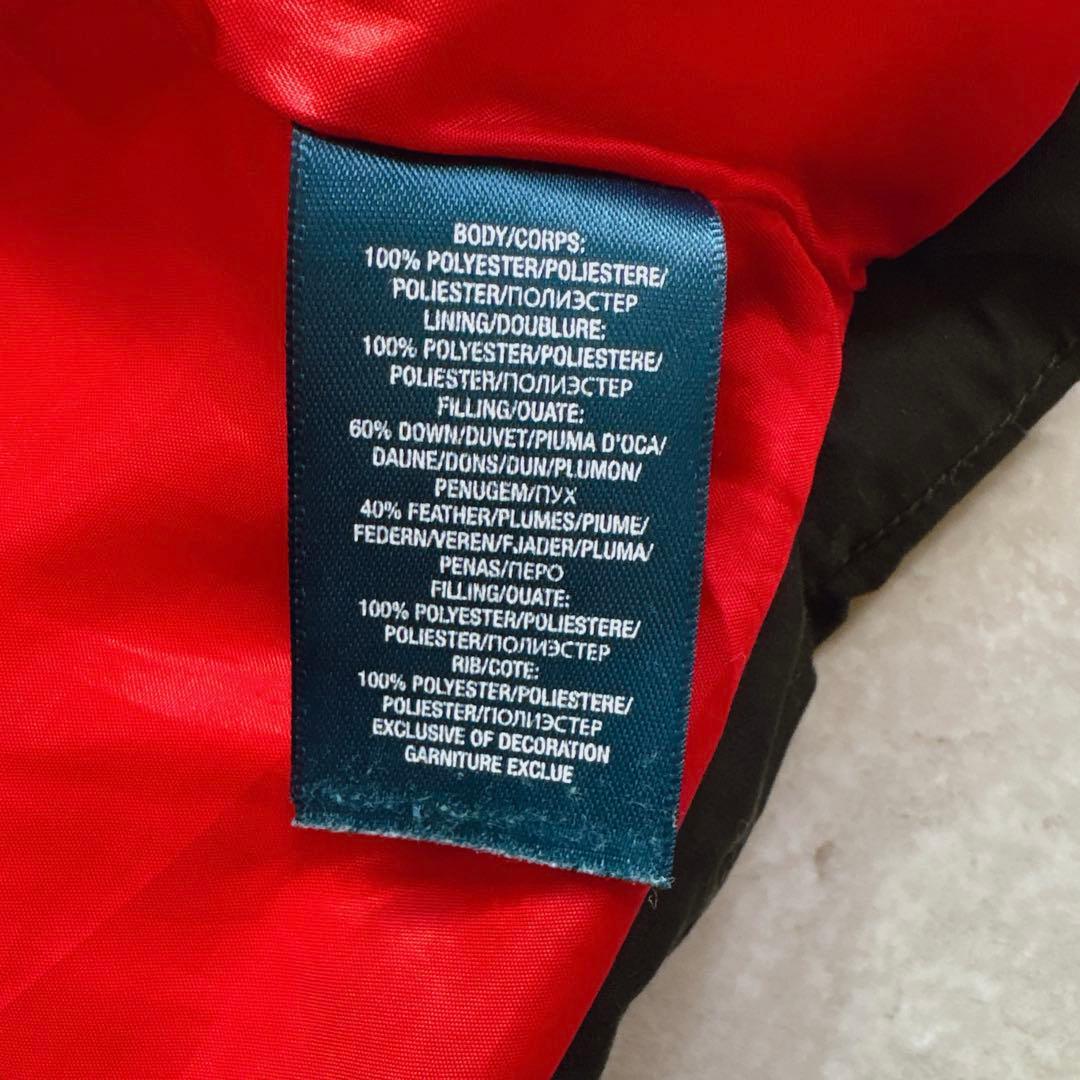 BODY/CORPS:
100% POLYESTER/POLIESTERE/
POLIESTER/ПОЛИЭСТЕР
LINING/DOUBLURE:
100% POLYESTER/POLIESTERE/
POLIESTER/ПОЛИЭСТЕР
FILLING/OUATE:
60% DOWN/DUVET/PIUMA D'OCA/
DAUNE/DONS/DUN/PLUMON/
PENUGEM/ПУХ
40% FEATHER/PLUMES/PIUME/
FEDERN/VEREN/FJADER/PLUMA/
PENAS/ПЕРО
FILLING/OUATE:
100% POLYESTER/POLIESTERE/
POLIESTER/ПОЛИЭСТЕР
RIB/COTE:
100% POLYESTER/POLIESTERE/
POLIESTER/ПОЛИЭСТЕР
EXCLUSIVE OF DECORATION
GARNITURE EXCLUE